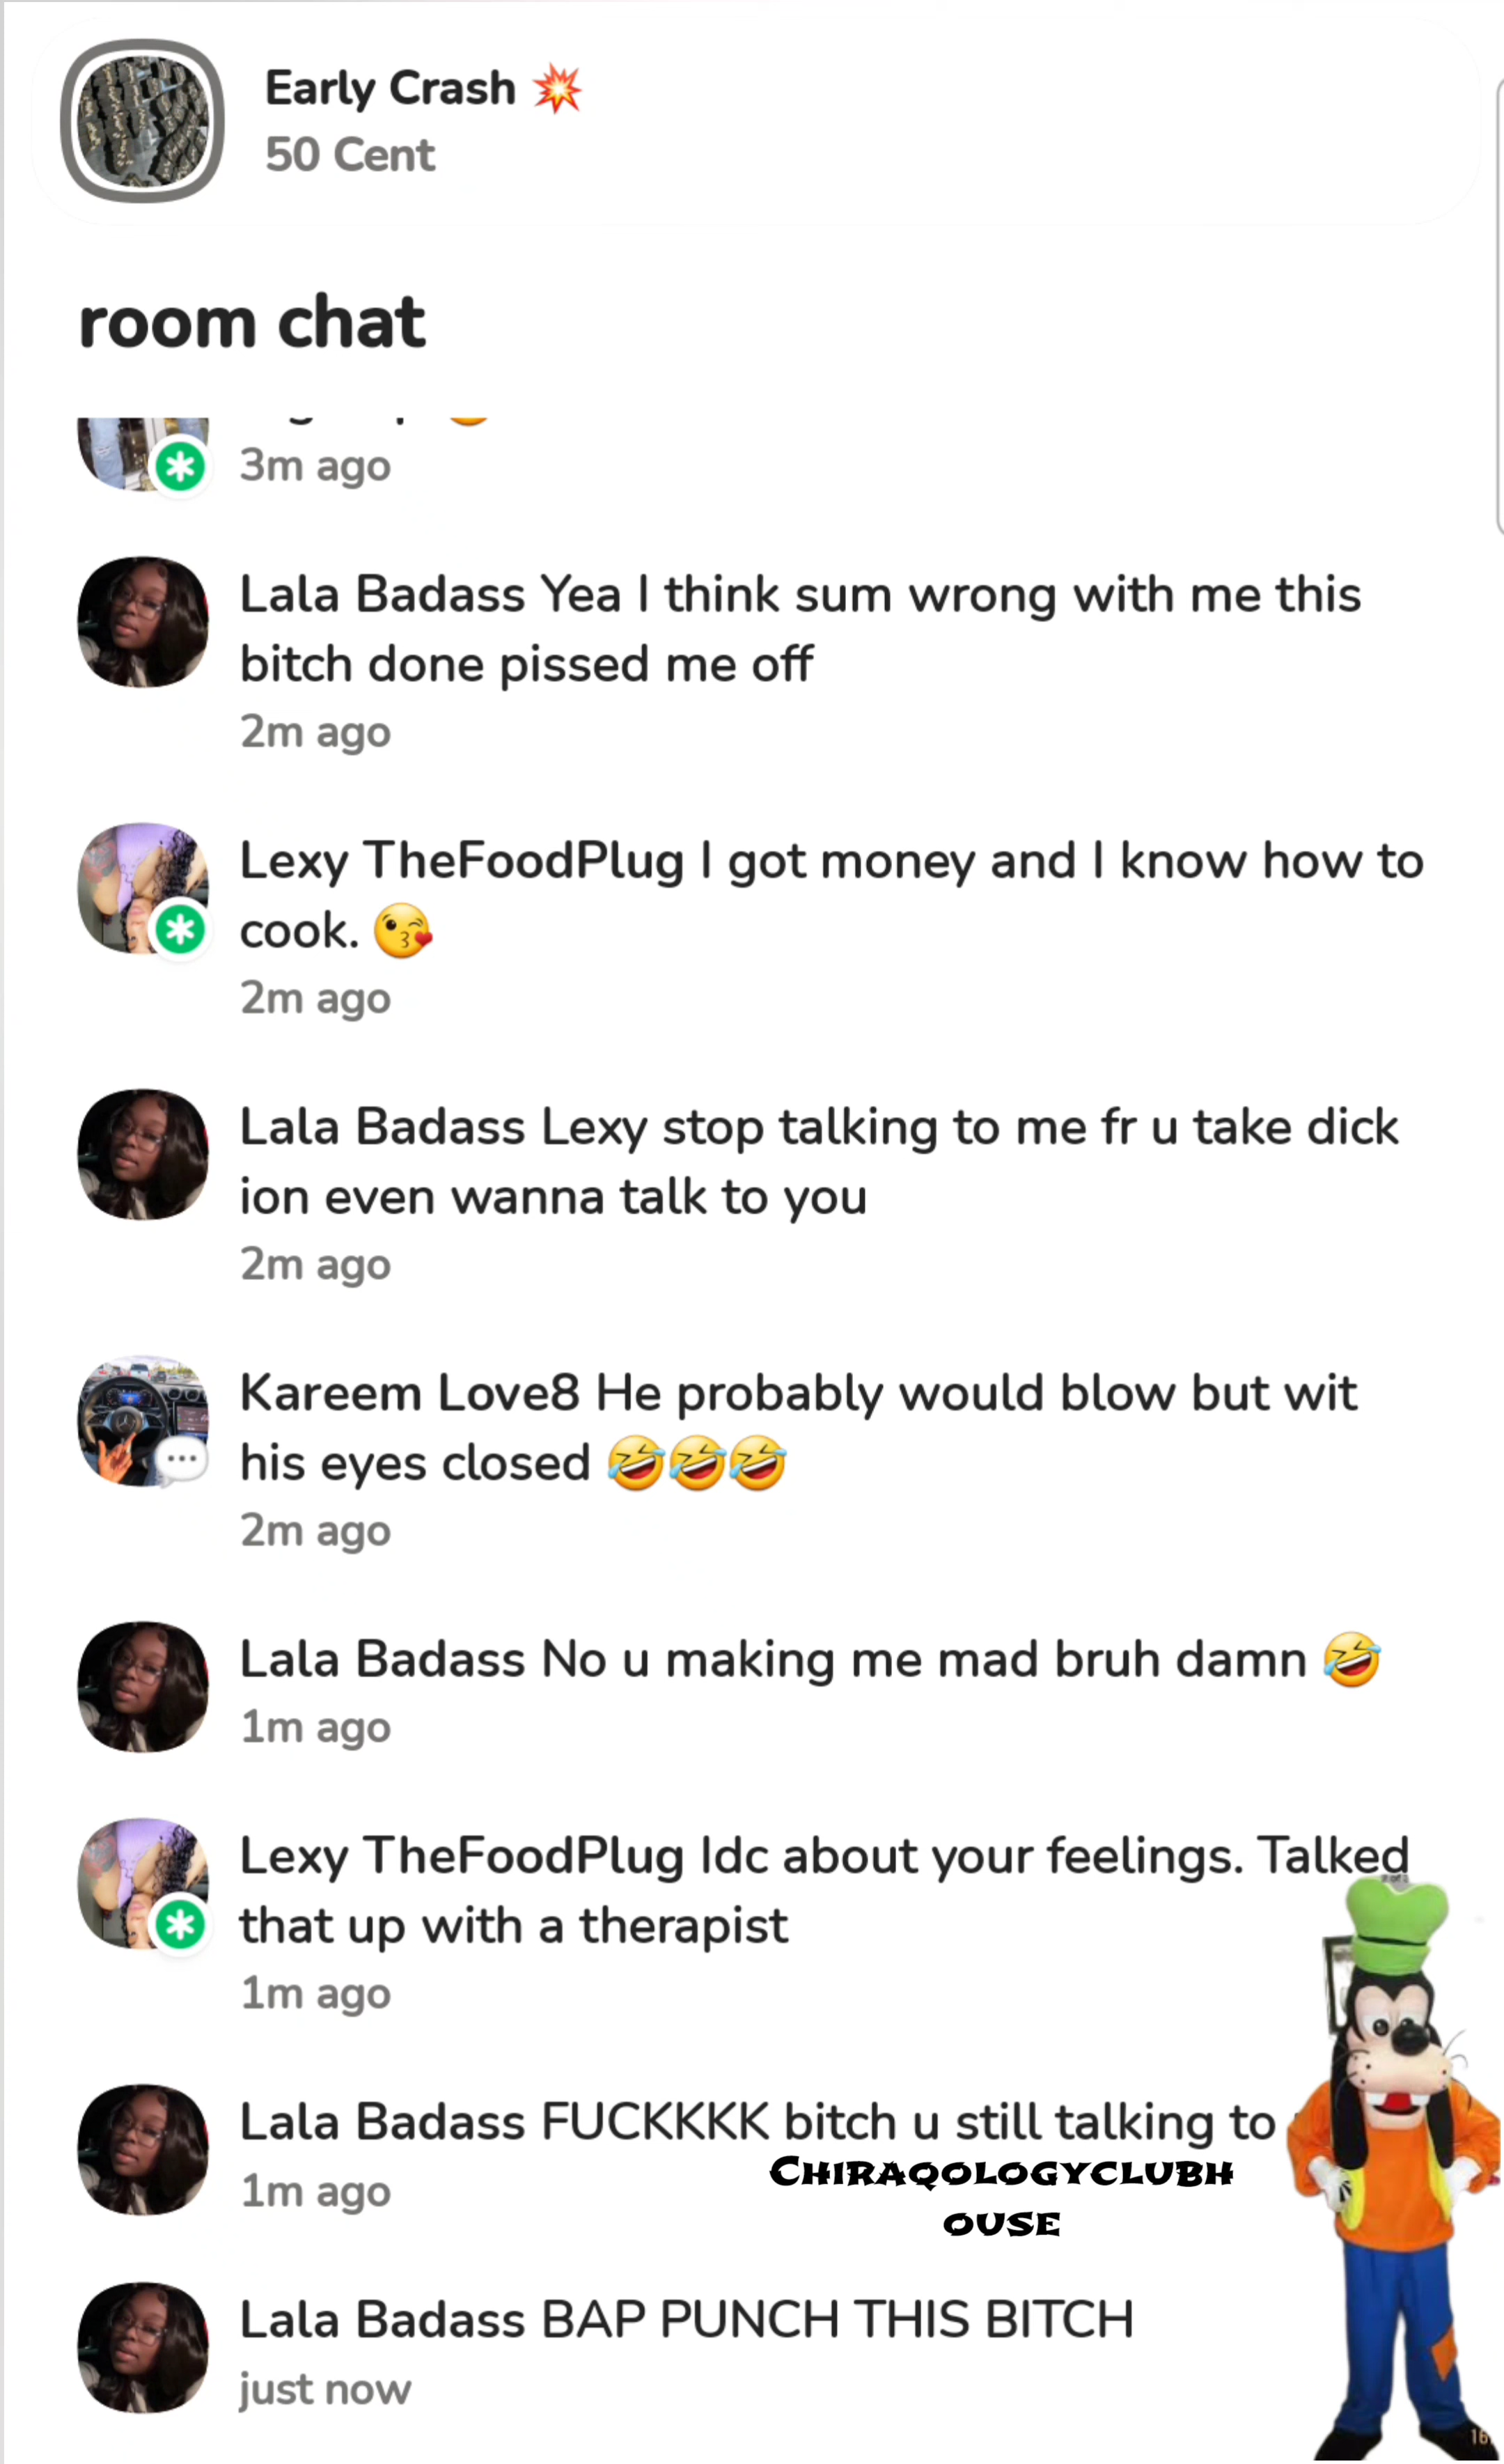 Early Crash 💥
50 Cent
room chat
3m ago
Lala Badass Yea I think sum wrong with me this
bitch done pissed me off
2m ago
Lexy TheFoodPlug I got money and I know how to
cook. 😘
2m ago
Lala Badass Lexy stop talking to me fr u take dick
ion even wanna talk to you
2m ago
Kareem Love8 He probably would blow but wit
his eyes closed 🤣🤣🤣
2m ago
Lala Badass No u making me mad bruh damn 🤣
1m ago
Lexy TheFoodPlug Idc about your feelings. Talked
that up with a therapist
1m ago
Lala Badass FUCKKKK bitch u still talking to
1m ago
CHIRAQOLOGYCLUBH
OUSE
Lala Badass BAP PUNCH THIS BITCH
just now